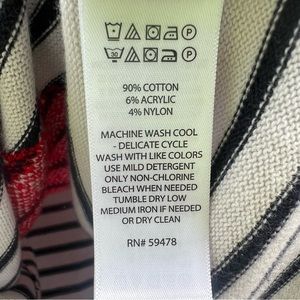 30
90% COTTON
6% ACRYLIC
4% NYLON
MACHINE WASH COOL
- DELICATE CYCLE
WASH WITH LIKE COLORS
USE MILD DETERGENT
ONLY NON-CHLORINE
BLEACH WHEN NEEDED
TUMBLE DRY LOW
MEDIUM IRON IF NEEDED
OR DRY CLEAN
RN# 59478